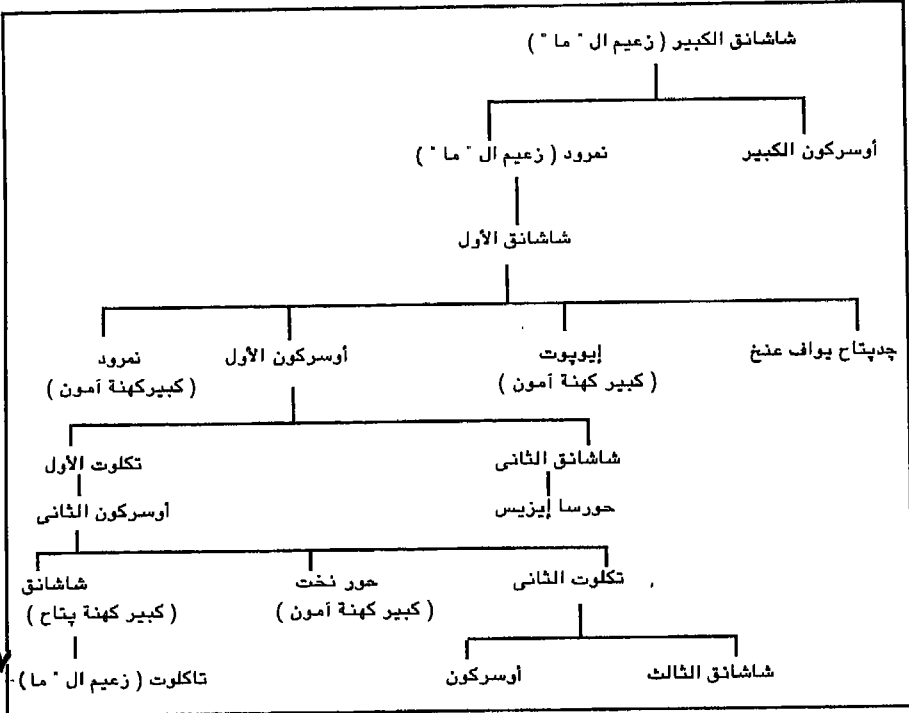 شاشانق الكبير ( زعيم ال " ما " )
أوسركون الكبير
نمرود ( زعيم ال " ما " )
شاشانق الأول
چدپتاح يواف عنخ
إيوپوت
( كبير كهنة آمون )
أوسركون الأول
نمرود
( كبيركهنة آمون )
شاشانق الثانى
تكلوت الأول
حورسا إيزيس
أوسركون الثانى
تكلوت الثانى
حور نخت
( كبير كهنة آمون )
شاشانق
( كبير كهنة پتاح )
شاشانق الثالث
أوسركون
تاكلوت ( زعيم ال " ما )